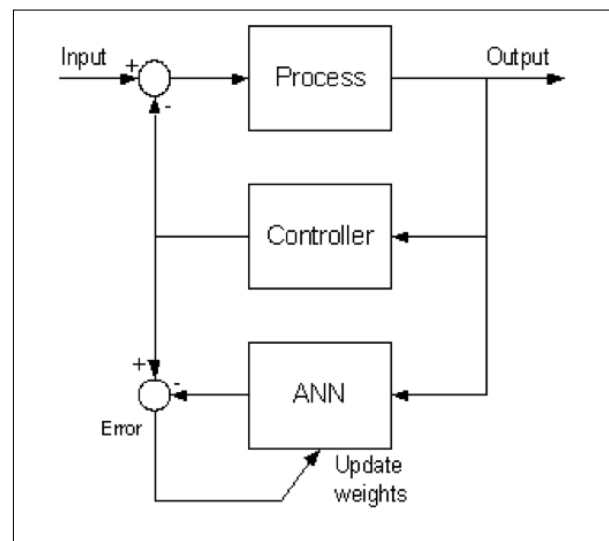 Input
+
-
Process
Output
Controller
+
-
ANN
Error
Update
weights